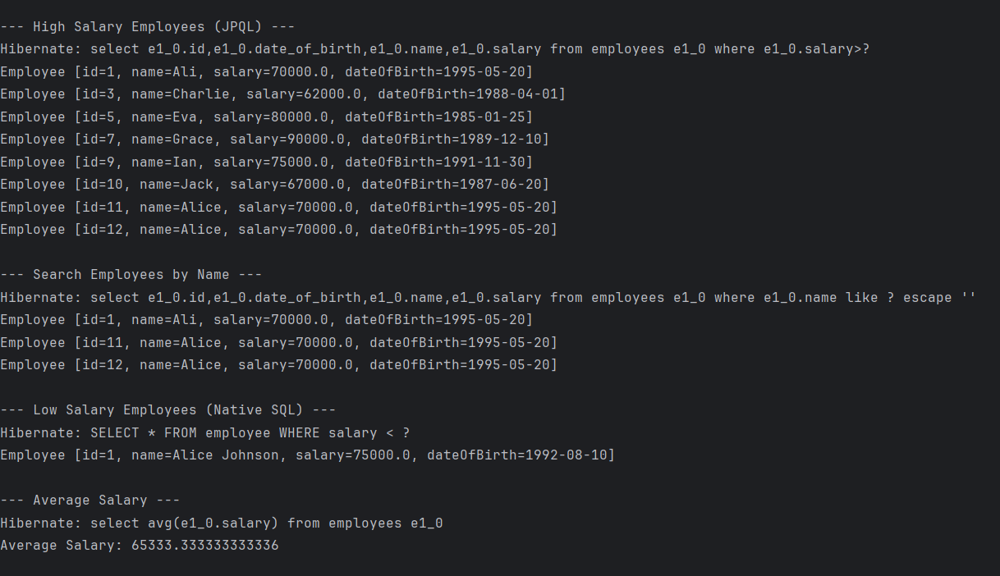 --- High Salary Employees (JPQL) ---
Hibernate: select e1_0.id,e1_0.date_of_birth,e1_0.name,e1_0.salary from employees e1_0 where e1_0.salary>?
Employee [id=1, name=Ali, salary=70000.0, dateOfBirth=1995-05-20]
Employee [id=3, name=Charlie, salary=62000.0, dateOfBirth=1988-04-01]
Employee [id=5, name=Eva, salary=80000.0, dateOfBirth=1985-01-25]
Employee [id=7, name=Grace, salary=90000.0, dateOfBirth=1989-12-10]
Employee [id=9, name=Ian, salary=75000.0, dateOfBirth=1991-11-30]
Employee [id=10, name=Jack, salary=67000.0, dateOfBirth=1987-06-20]
Employee [id=11, name=Alice, salary=70000.0, dateOfBirth=1995-05-20]
Employee [id=12, name=Alice, salary=70000.0, dateOfBirth=1995-05-20]
--- Search Employees by Name ---
Hibernate: select e1_0.id,e1_0.date_of_birth,e1_0.name,e1_0.salary from employees e1_0 where e1_0.name like ? escape ''
Employee [id=1, name=Ali, salary=70000.0, dateOfBirth=1995-05-20]
Employee [id=11, name=Alice, salary=70000.0, dateOfBirth=1995-05-20]
Employee [id=12, name=Alice, salary=70000.0, dateOfBirth=1995-05-20]
--- Low Salary Employees (Native SQL) ---
Hibernate: SELECT * FROM employee WHERE salary < ?
Employee [id=1, name=Alice Johnson, salary=75000.0, dateOfBirth=1992-08-10]
--- Average Salary ---
Hibernate: select avg(e1_0.salary) from employees e1_0
Average Salary: 65333.333333333336